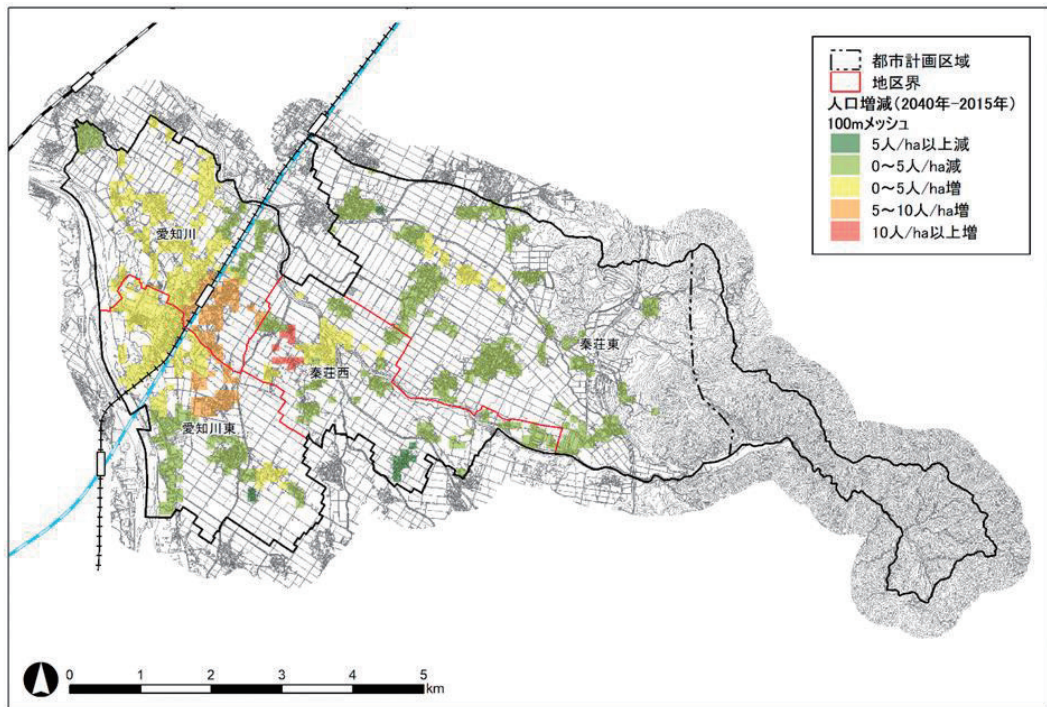 都市計画区域
地区界
人口増減(2040年-2015年)
100mメッシュ
5人/ha以上減
0～5人/ha減
0～5人/ha増
5～10人/ha増
10人/ha以上増
愛知川
秦荘東
秦荘西
愛知川東
0 1 2 3 4 5
km